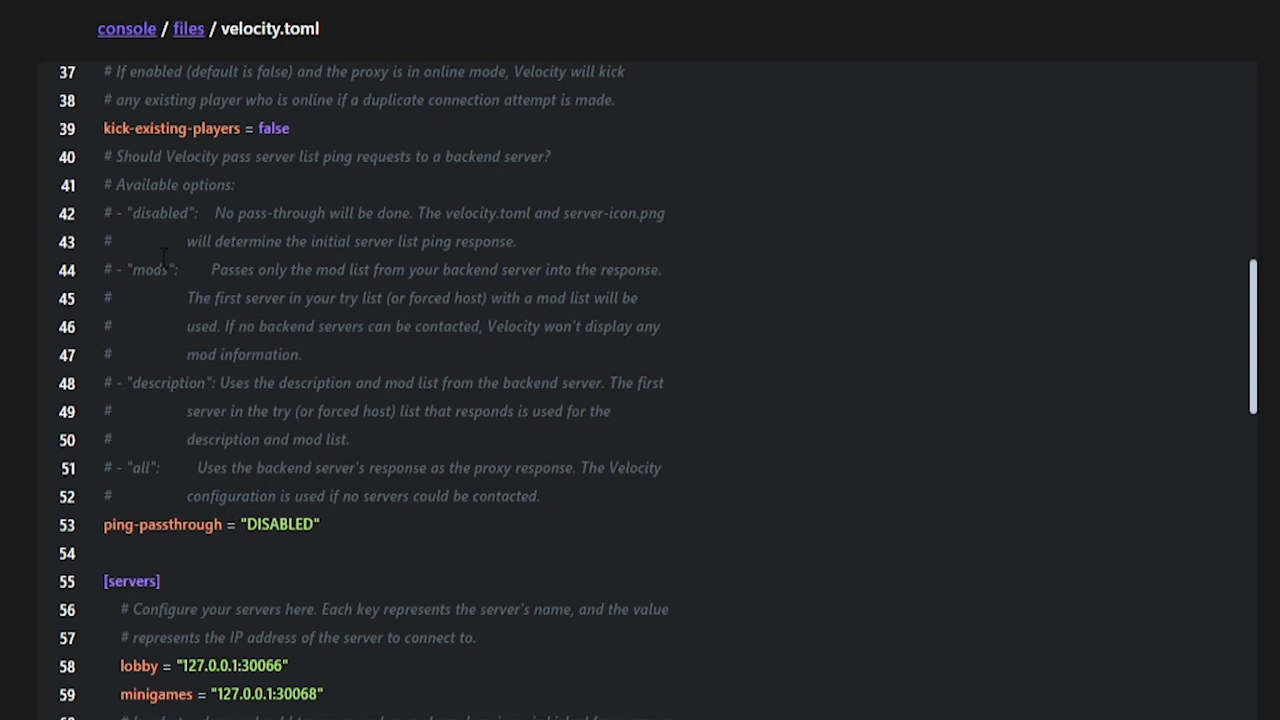 console / files / velocity.toml
37 # If enabled (default is false) and the proxy is in online mode, Velocity will kick
38 # any existing player who is online if a duplicate connection attempt is made.
39 kick-existing-players = false
40 # Should Velocity pass server list ping requests to a backend server?
41 # Available options:
42 # - "disabled": No pass-through will be done. The velocity.toml and server-icon.png
43 # will determine the initial server list ping response.
44 # - "mods": Passes only the mod list from your backend server into the response.
45 # The first server in your try list (or forced host) with a mod list will be
46 # used. If no backend servers can be contacted, Velocity won't display any
47 # mod information.
48 # - "description": Uses the description and mod list from the backend server. The first
49 # server in the try (or forced host) list that responds is used for the
50 # description and mod list.
51 # - "all": Uses the backend server's response as the proxy response. The Velocity
52 # configuration is used if no servers could be contacted.
53 ping-passthrough = "DISABLED"
54
55 [servers]
56 # Configure your servers here. Each key represents the server's name, and the value
57 # represents the IP address of the server to connect to.
58 lobby = "127.0.0.1:30066"
59 minigames = "127.0.0.1:30068"